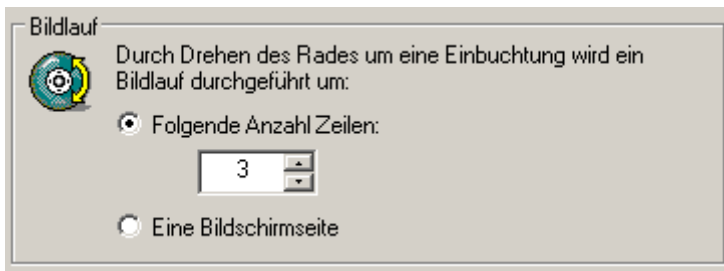 Bildlauf
Durch Drehen des Rades um eine Einbuchtung wird ein
Bildlauf durchgeführt um:
Folgende Anzahl Zeilen:
3
Eine Bildschirmseite